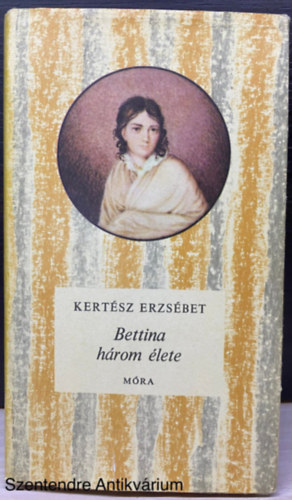 KERTÉSZ ERZSÉBET
Bettina
három élete
MÓRA
Szentendre Antikvárium